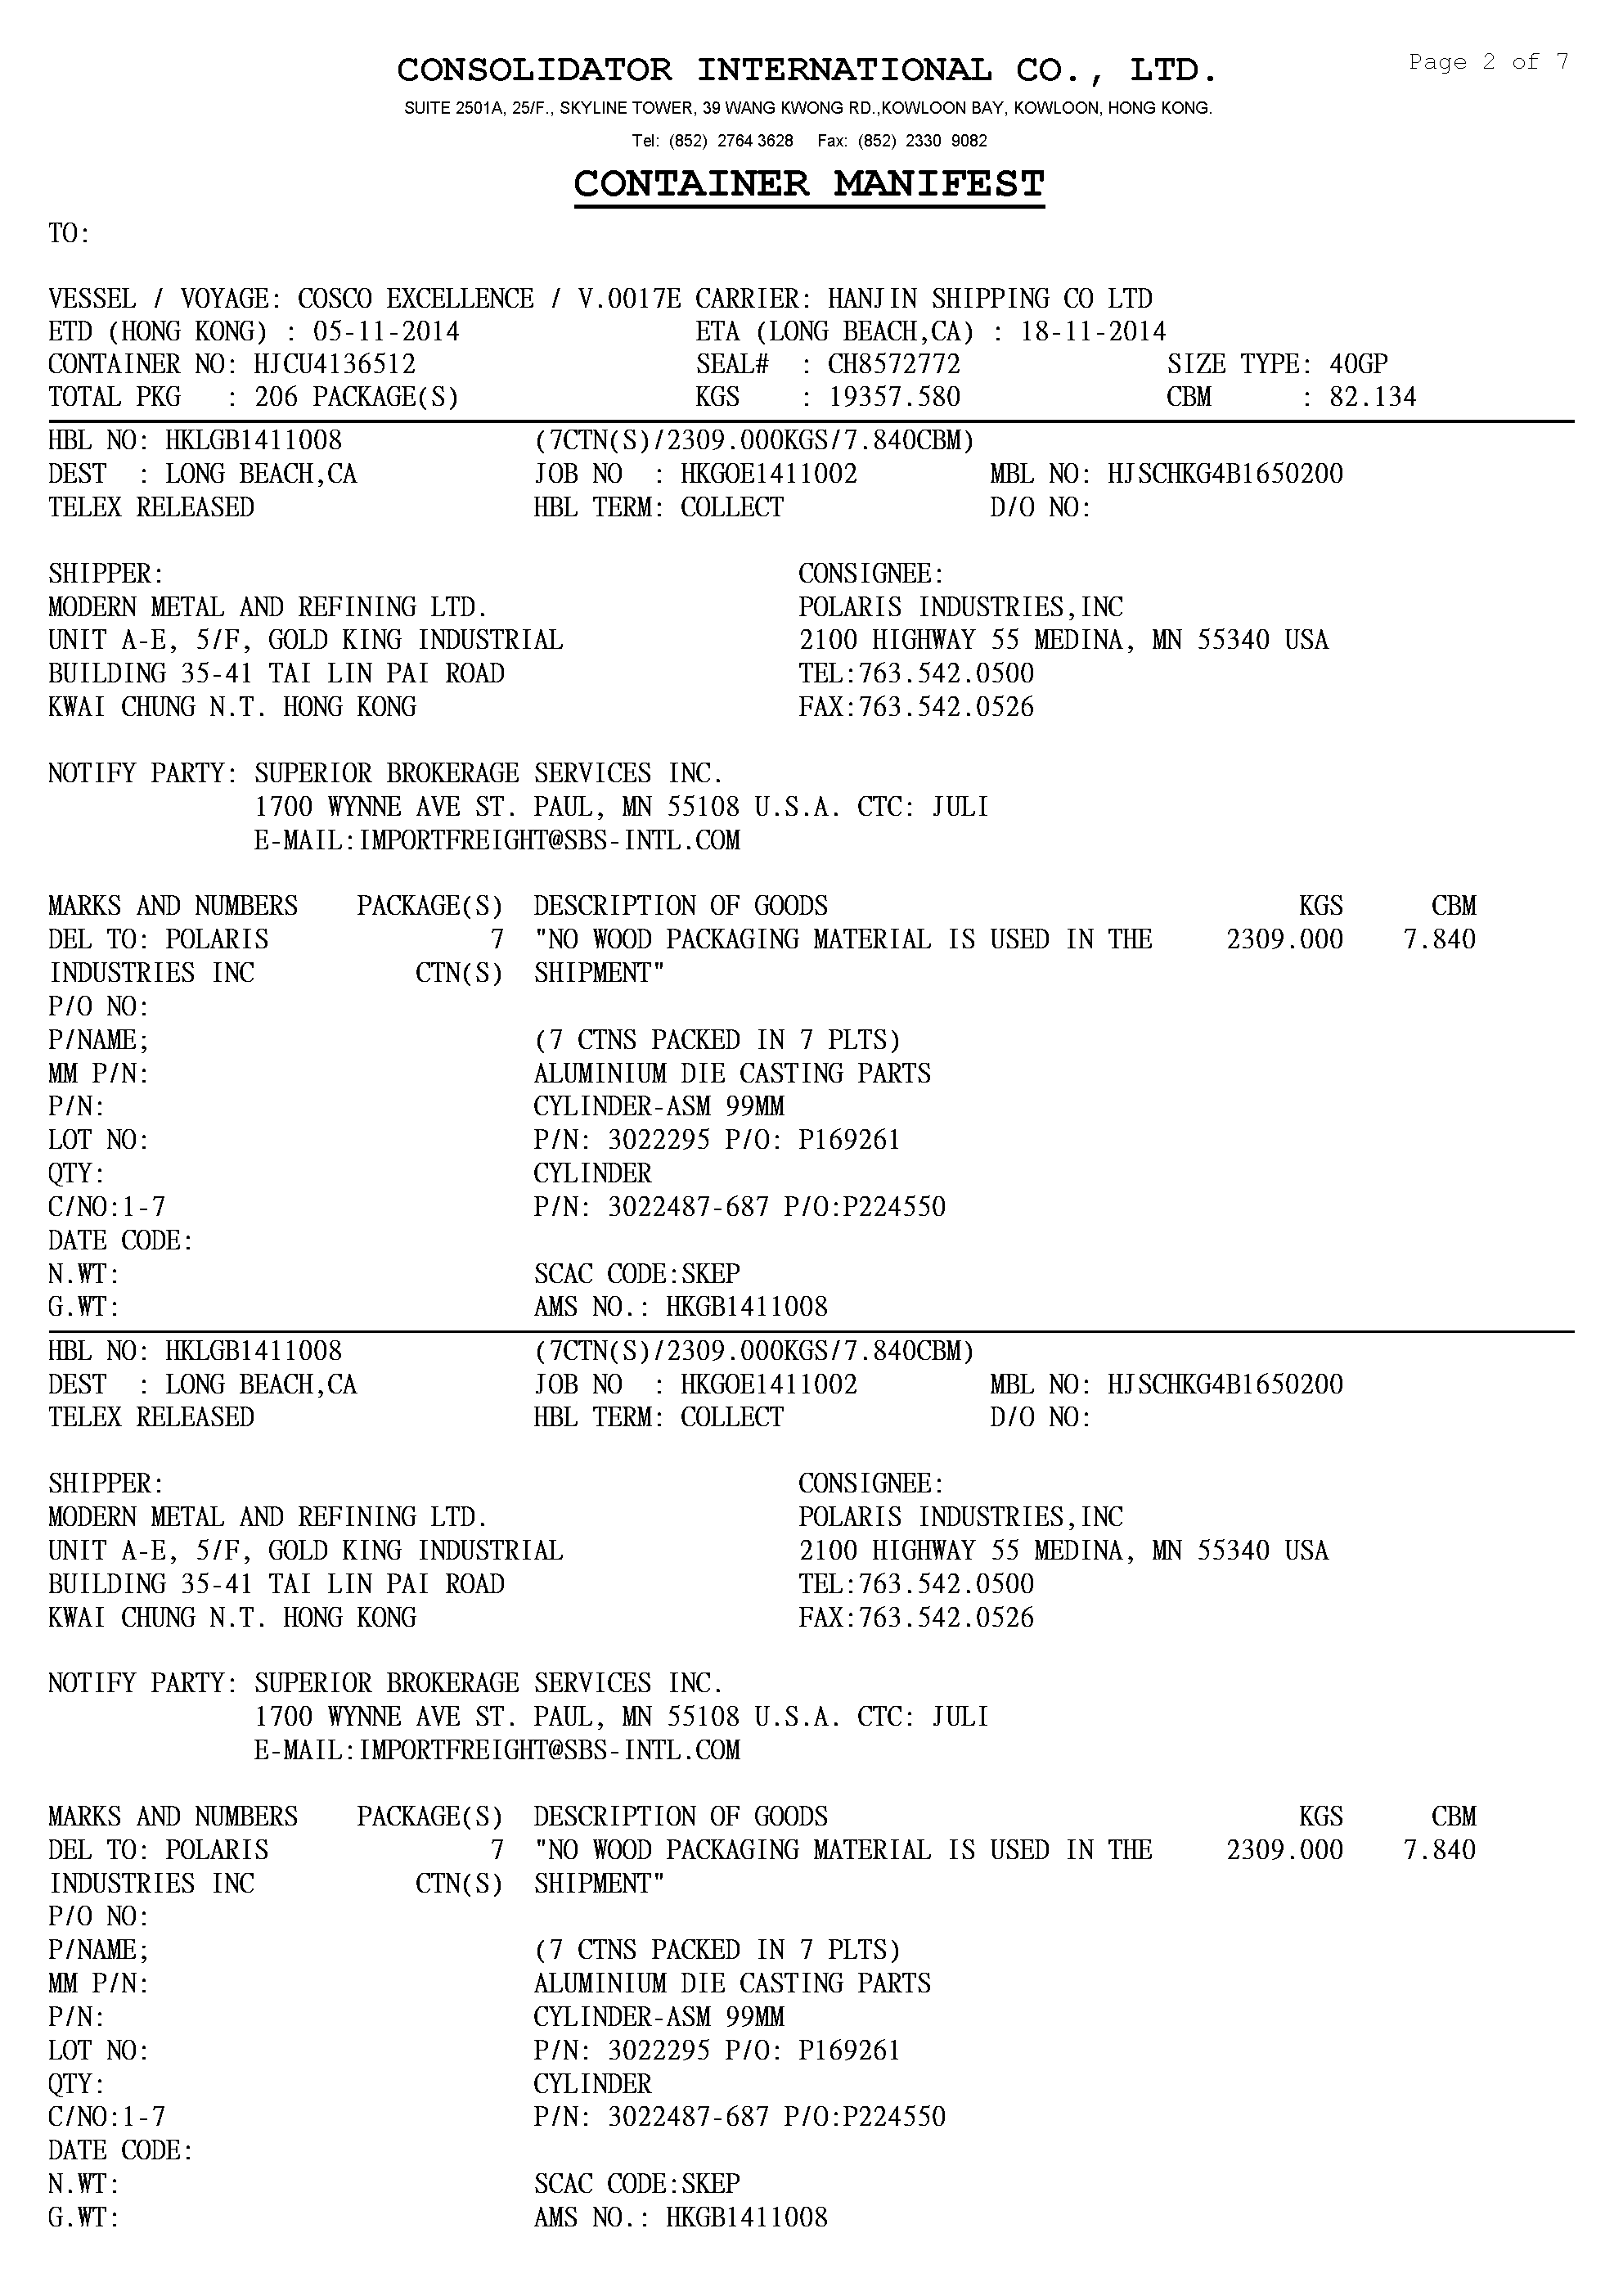 CONSOLIDATOR INTERNATIONAL CO., LTD. Page 2 of 7
SUITE 2501A, 25/F., SKYLINE TOWER, 39 WANG KWONG RD.,KOWLOON BAY, KOWLOON, HONG KONG.
Tel: (852) 2764 3628 Fax: (852) 2330 9082
CONTAINER MANIFEST
TO:
VESSEL / VOYAGE: COSCO EXCELLENCE / V.0017E CARRIER: HANJIN SHIPPING CO LTD
ETD (HONG KONG) : 05-11-2014 ETA (LONG BEACH,CA) : 18-11-2014
CONTAINER NO: HJCU4136512 SEAL# : CH8572772 SIZE TYPE: 40GP
TOTAL PKG : 206 PACKAGE(S) KGS : 19357.580 CBM : 82.134
HBL NO: HKLGB1411008 (7CTN(S)/2309.000KGS/7.840CBM)
DEST : LONG BEACH,CA JOB NO : HKGOE1411002 MBL NO: HJSCHKG4B1650200
TELEX RELEASED HBL TERM: COLLECT D/O NO:
SHIPPER: CONSIGNEE:
MODERN METAL AND REFINING LTD. POLARIS INDUSTRIES,INC
UNIT A-E, 5/F, GOLD KING INDUSTRIAL 2100 HIGHWAY 55 MEDINA, MN 55340 USA
BUILDING 35-41 TAI LIN PAI ROAD TEL:763.542.0500
KWAI CHUNG N.T. HONG KONG FAX:763.542.0526
NOTIFY PARTY: SUPERIOR BROKERAGE SERVICES INC.
1700 WYNNE AVE ST. PAUL, MN 55108 U.S.A. CTC: JULI
E-MAIL:IMPORTFREIGHT@SBS-INTL.COM
MARKS AND NUMBERS PACKAGE(S) DESCRIPTION OF GOODS KGS CBM
DEL TO: POLARIS 7 "NO WOOD PACKAGING MATERIAL IS USED IN THE 2309.000 7.840
INDUSTRIES INC CTN(S) SHIPMENT"
P/O NO:
P/NAME; (7 CTNS PACKED IN 7 PLTS)
MM P/N: ALUMINIUM DIE CASTING PARTS
P/N: CYLINDER-ASM 99MM
LOT NO: P/N: 3022295 P/O: P169261
QTY: CYLINDER
C/NO:1-7 P/N: 3022487-687 P/O:P224550
DATE CODE:
N.WT: SCAC CODE:SKEP
G.WT: AMS NO.: HKGB1411008
HBL NO: HKLGB1411008 (7CTN(S)/2309.000KGS/7.840CBM)
DEST : LONG BEACH,CA JOB NO : HKGOE1411002 MBL NO: HJSCHKG4B1650200
TELEX RELEASED HBL TERM: COLLECT D/O NO:
SHIPPER: CONSIGNEE:
MODERN METAL AND REFINING LTD. POLARIS INDUSTRIES,INC
UNIT A-E, 5/F, GOLD KING INDUSTRIAL 2100 HIGHWAY 55 MEDINA, MN 55340 USA
BUILDING 35-41 TAI LIN PAI ROAD TEL:763.542.0500
KWAI CHUNG N.T. HONG KONG FAX:763.542.0526
NOTIFY PARTY: SUPERIOR BROKERAGE SERVICES INC.
1700 WYNNE AVE ST. PAUL, MN 55108 U.S.A. CTC: JULI
E-MAIL:IMPORTFREIGHT@SBS-INTL.COM
MARKS AND NUMBERS PACKAGE(S) DESCRIPTION OF GOODS KGS CBM
DEL TO: POLARIS 7 "NO WOOD PACKAGING MATERIAL IS USED IN THE 2309.000 7.840
INDUSTRIES INC CTN(S) SHIPMENT"
P/O NO:
P/NAME; (7 CTNS PACKED IN 7 PLTS)
MM P/N: ALUMINIUM DIE CASTING PARTS
P/N: CYLINDER-ASM 99MM
LOT NO: P/N: 3022295 P/O: P169261
QTY: CYLINDER
C/NO:1-7 P/N: 3022487-687 P/O:P224550
DATE CODE:
N.WT: SCAC CODE:SKEP
G.WT: AMS NO.: HKGB1411008